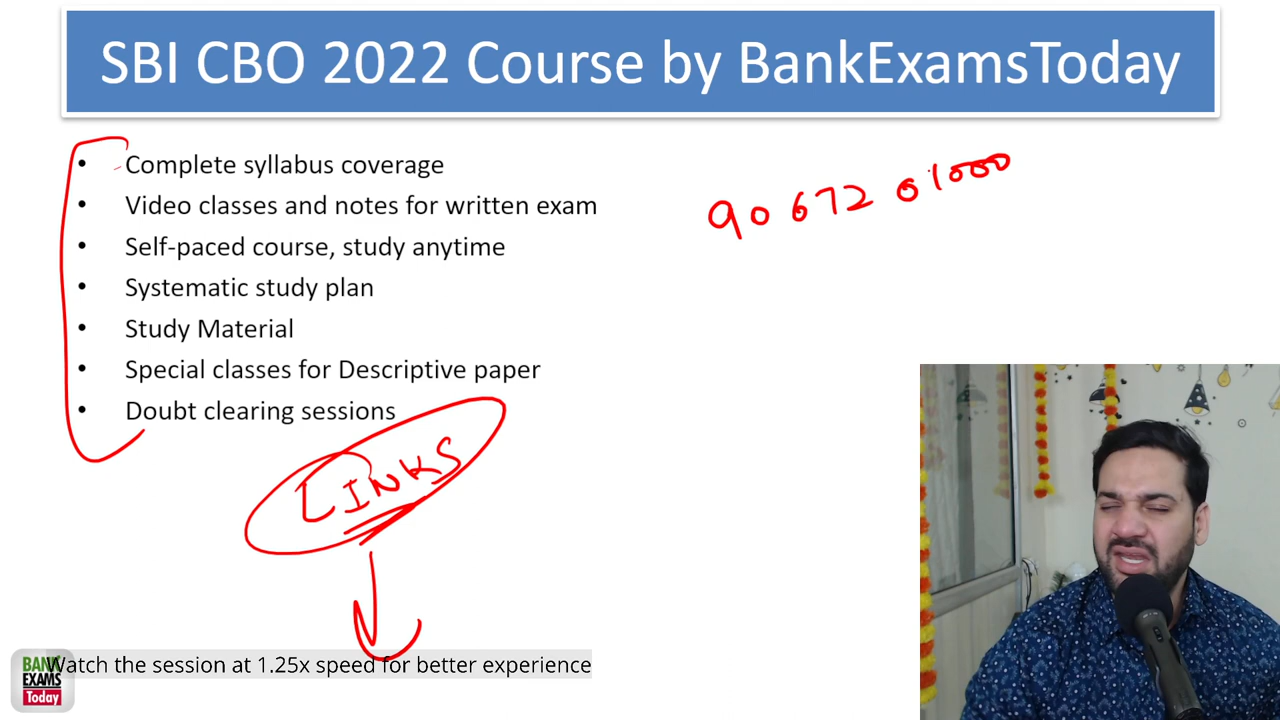 SBI CBO 2022 Course by BankExamsToday
• Complete syllabus coverage
• Video classes and notes for written exam
• Self-paced course, study anytime
• Systematic study plan
• Study Material
• Special classes for Descriptive paper
• Doubt clearing sessions
90 672 01000
LINKS
Watch the session at 1.25x speed for better experience
BANK
EXAMS
Today